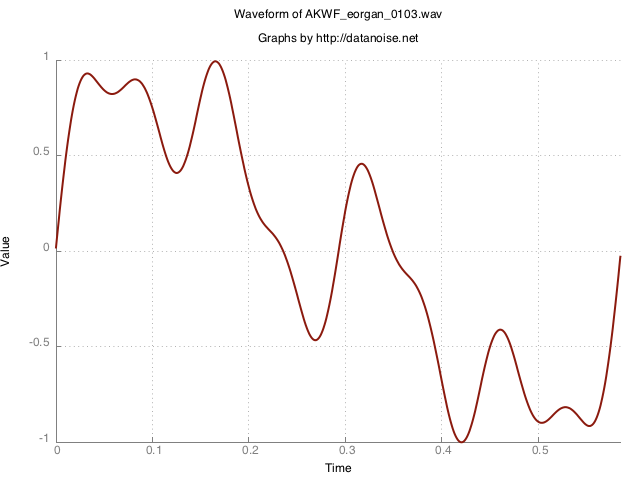 Waveform of AKWF_eorgan_0103.wav
Graphs by http://datanoise.net
1
0.5
0
-0.5
-1
Value
0 0.1 0.2 0.3 0.4 0.5
Time